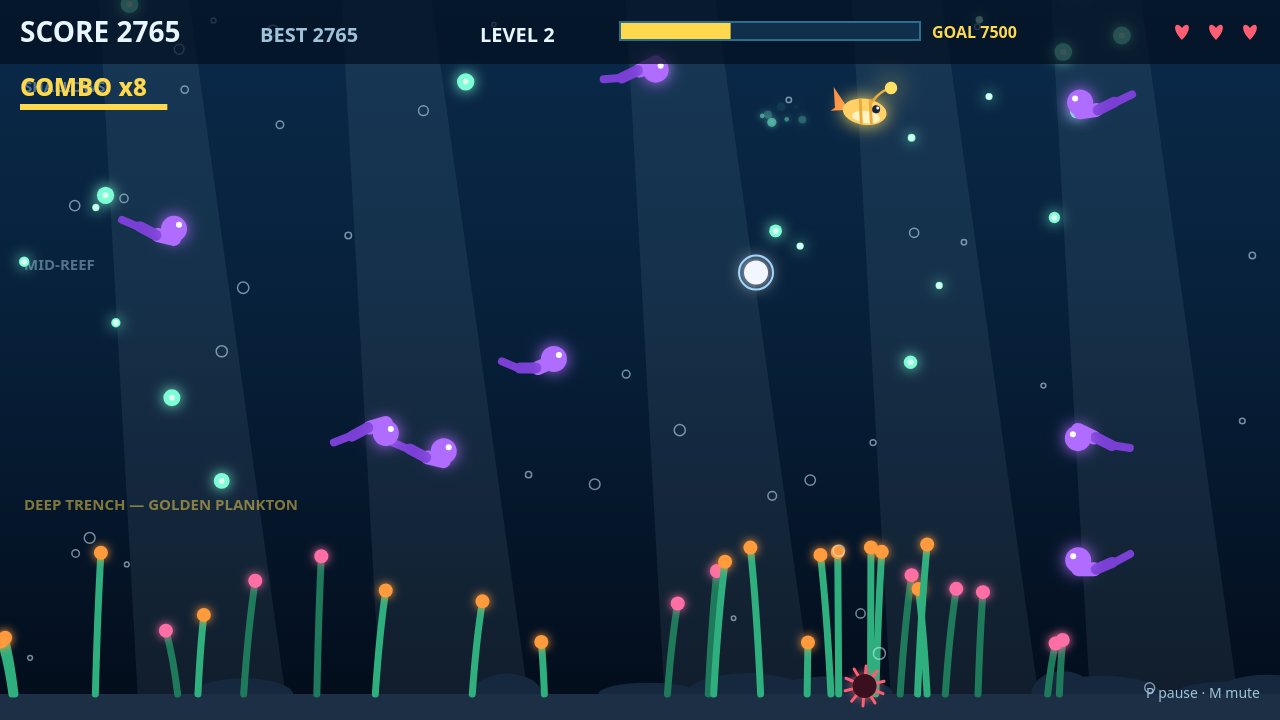 SCORE 2765
BEST 2765
LEVEL 2
GOAL 7500
COMBO x8
MID-REEF
DEEP TRENCH — GOLDEN PLANKTON
P pause · M mute